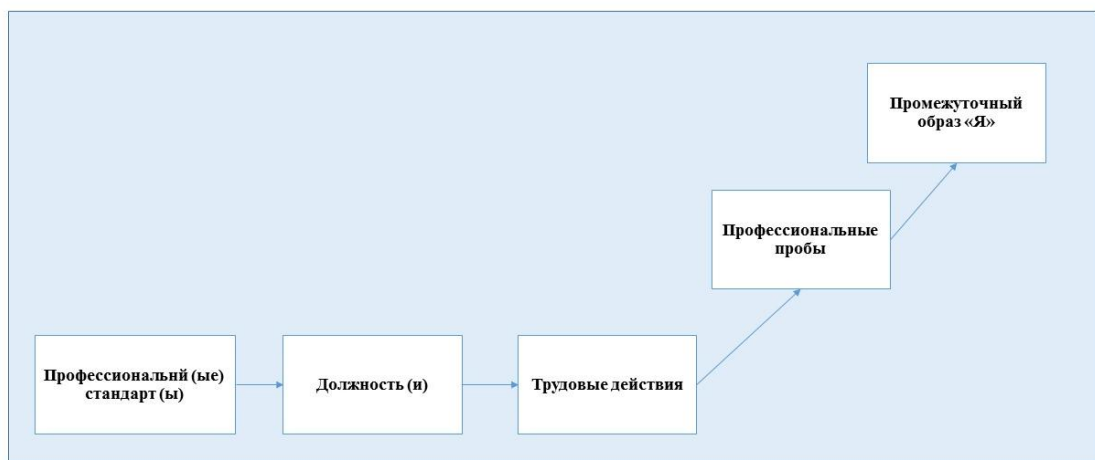 Промежуточный
образ «Я»
Профессиональные
пробы
Профессиональнй (ые)
стандарт (ы)
Должность (и)
Трудовые действия